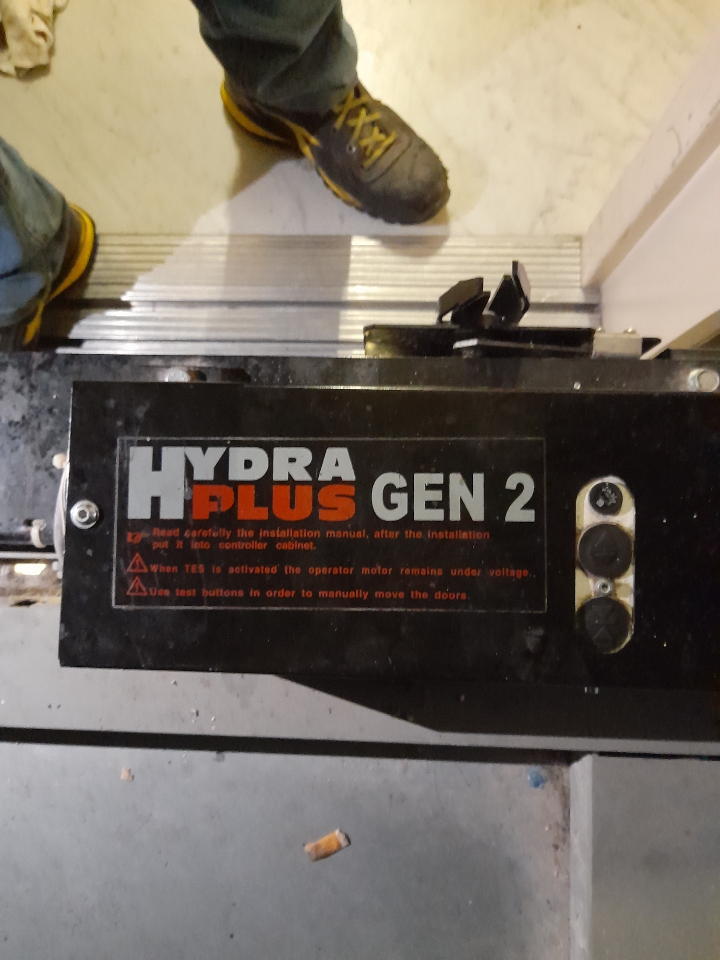 HYDRA
PLUS GEN 2
Read carefully the installation manual, after the installation
put it into controller cabinet.
When TES is activated the operator motor remains under voltage.
Use test buttons in order to manually move the doors.